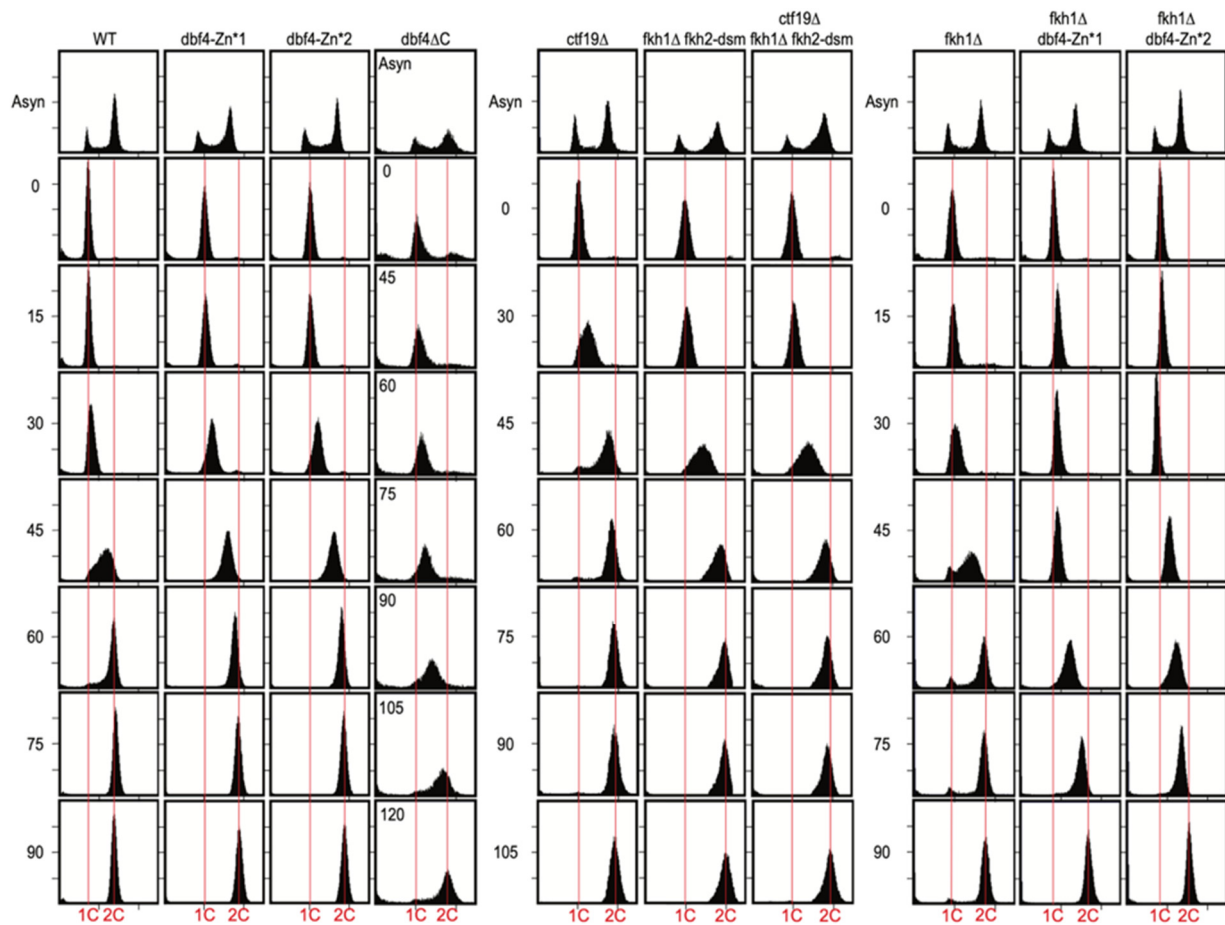 WT dbf4-Zn*1 dbf4-Zn*2 dbf4ΔC
Asyn Asyn
0 0
15 45
30 60
45 75
60 90
75 105
90 120
1C 2C 1C 2C 1C 2C 1C 2C
ctf19Δ
ctf19Δ fkh1Δ fkh2-dsm fkh1Δ fkh2-dsm
Asyn
0
30
45
60
75
90
105
1C 2C 1C 2C 1C 2C
fkh1Δ fkh1Δ
fkh1Δ dbf4-Zn*1 dbf4-Zn*2
Asyn
0
15
30
45
60
75
90
1C 2C 1C 2C 1C 2C